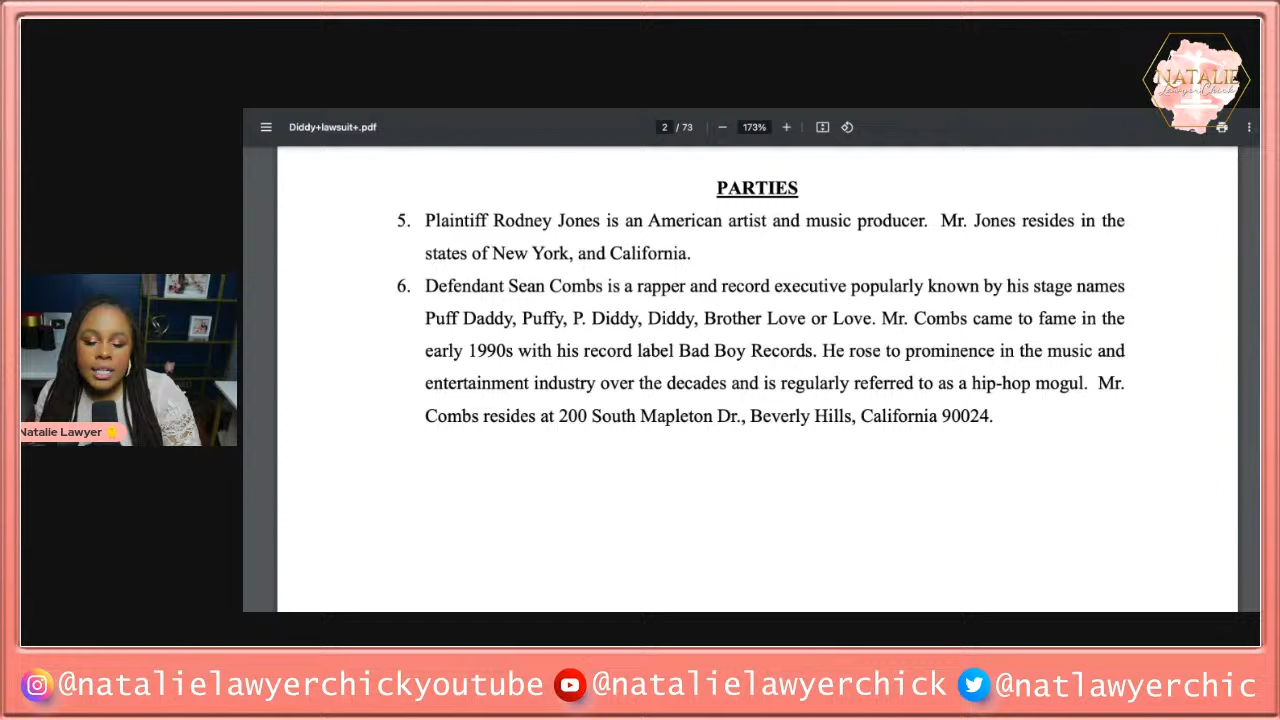 NATALIE
LawyerChick
Diddy+lawsuit+.pdf
2 / 73
173%
PARTIES
5. Plaintiff Rodney Jones is an American artist and music producer. Mr. Jones resides in the
states of New York, and California.
6. Defendant Sean Combs is a rapper and record executive popularly known by his stage names
Puff Daddy, Puffy, P. Diddy, Diddy, Brother Love or Love. Mr. Combs came to fame in the
early 1990s with his record label Bad Boy Records. He rose to prominence in the music and
entertainment industry over the decades and is regularly referred to as a hip-hop mogul. Mr.
Combs resides at 200 South Mapleton Dr., Beverly Hills, California 90024.
Natalie Lawyer
@natalielawyerchickyoutube
@natalielawyerchick
@natlawyerchic